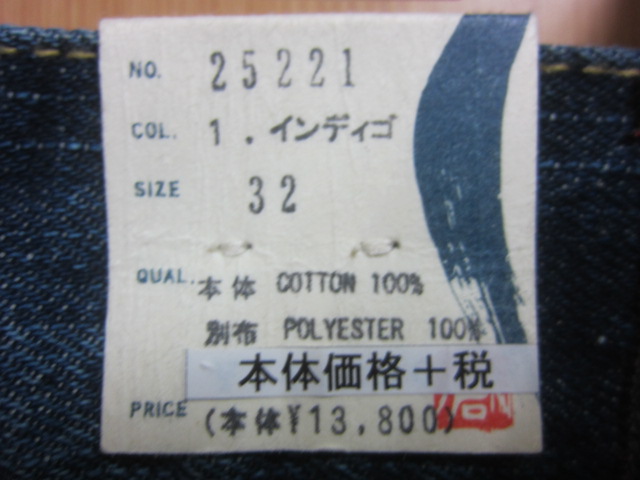 NO. 25221
COL. 1.インディゴ
SIZE 32
QUAL. 本体 COTTON 100%
別布 POLYESTER 100%
本体価格+税
PRICE (本体¥13,800)